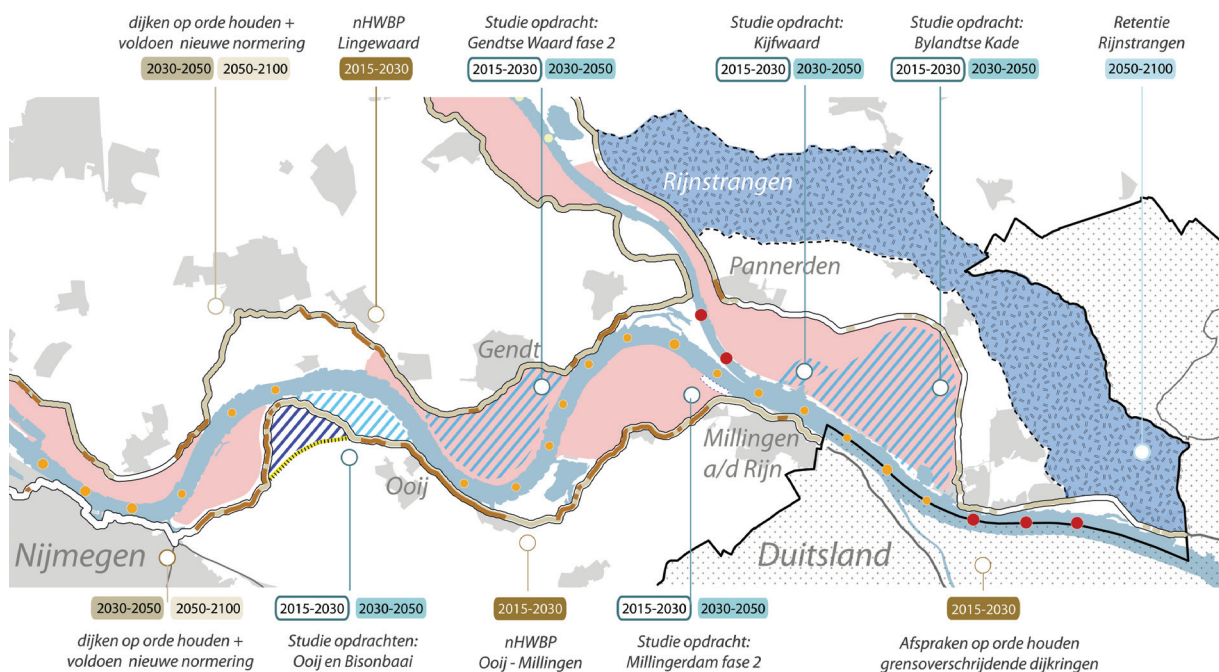 dijken op orde houden +
voldoen nieuwe normering
2030-2050 2050-2100
nHWBP
Lingewaard
2015-2030
Studie opdracht:
Gendtse Waard fase 2
2015-2030 2030-2050
Studie opdracht:
Kijfwaard
2015-2030 2030-2050
Studie opdracht:
Bylandtse Kade
2015-2030 2030-2050
Retentie
Rijnstrangen
2050-2100
Rijnstrangen
Pannerden
Gendt
Millingen
a/d Rijn
Ooij
Nijmegen
Duitsland
2030-2050 2050-2100
dijken op orde houden +
voldoen nieuwe normering
2015-2030 2030-2050
Studie opdrachten:
Ooij en Bisonbaai
2015-2030
nHWBP
Ooij - Millingen
2015-2030 2030-2050
Studie opdracht:
Millingerdam fase 2
2015-2030
Afspraken op orde houden
grensoverschrijdende dijkringen